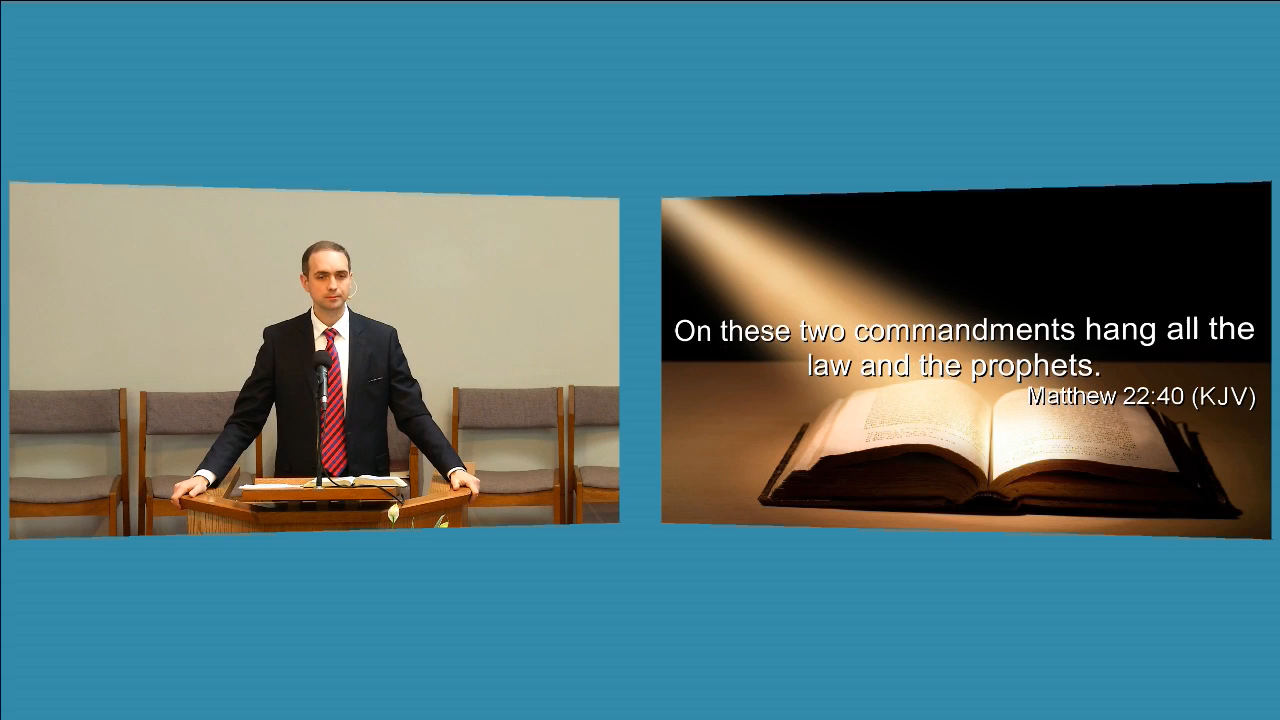 On these two commandments hang all the
law and the prophets.
Matthew 22:40 (KJV)